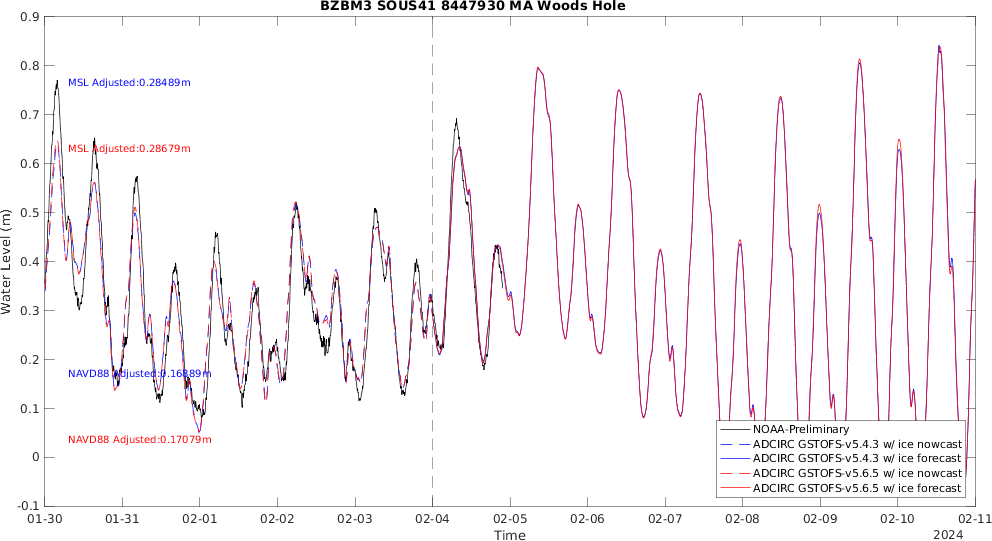 BZBM3 SOUS41 8447930 MA Woods Hole
0.9
0.8
0.7
0.6
0.5
0.4
0.3
0.2
0.1
0
-0.1
Water Level (m)
MSL Adjusted:0.28489m
MSL Adjusted:0.28679m
NAVD88 Adjusted:0.16889m
NAVD88 Adjusted:0.17079m
NOAA-Preliminary
ADCIRC GSTOFS-v5.4.3 w/ ice nowcast
ADCIRC GSTOFS-v5.4.3 w/ ice forecast
ADCIRC GSTOFS-v5.6.5 w/ ice nowcast
ADCIRC GSTOFS-v5.6.5 w/ ice forecast
01-30 01-31 02-01 02-02 02-03 02-04 02-05 02-06 02-07 02-08 02-09 02-10 02-11
Time
2024